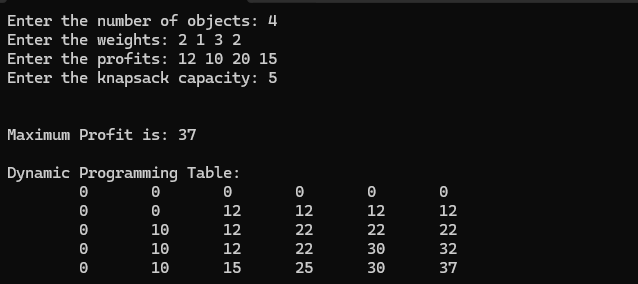 Enter the number of objects: 4
Enter the weights: 2 1 3 2
Enter the profits: 12 10 20 15
Enter the knapsack capacity: 5
Maximum Profit is: 37
Dynamic Programming Table:
0 0 0 0 0 0
0 0 12 12 12 12
0 10 12 22 22 22
0 10 12 22 30 32
0 10 15 25 30 37